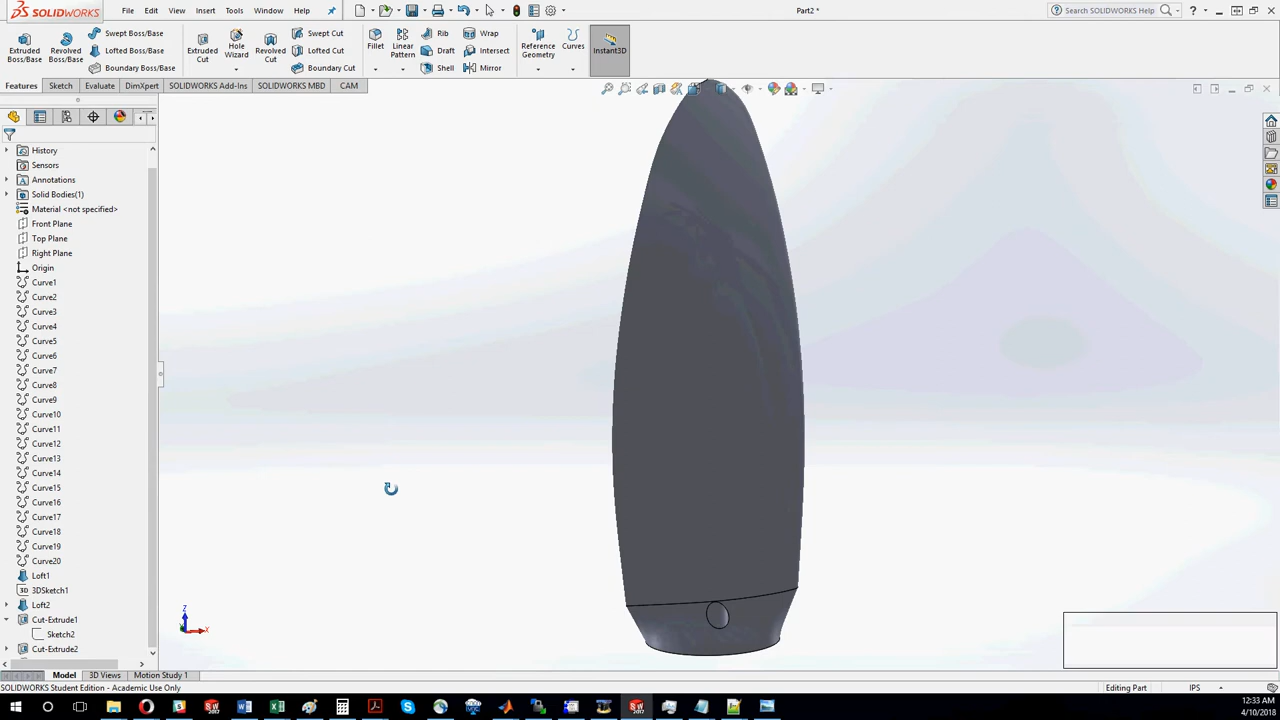 SOLIDWORKS File Edit View Insert Tools Window Help Part2 * Search SOLIDWORKS Help
Extruded Boss/Base
Revolved Boss/Base
Swept Boss/Base
Lofted Boss/Base
Boundary Boss/Base
Extruded Cut
Hole Wizard
Revolved Cut
Swept Cut
Lofted Cut
Boundary Cut
Fillet
Linear Pattern
Rib
Draft
Shell
Wrap
Intersect
Mirror
Reference Geometry
Curves
Instant3D
Features Sketch Evaluate DimXpert SOLIDWORKS Add-Ins SOLIDWORKS MBD CAM
History
Sensors
Annotations
Solid Bodies(1)
Material <not specified>
Front Plane
Top Plane
Right Plane
Origin
Curve1
Curve2
Curve3
Curve4
Curve5
Curve6
Curve7
Curve8
Curve9
Curve10
Curve11
Curve12
Curve13
Curve14
Curve15
Curve16
Curve17
Curve18
Curve19
Curve20
Loft1
3D 3DSketch1
Loft2
Cut-Extrude1
Sketch2
Cut-Extrude2
Z
X
Model 3D Views Motion Study 1
SOLIDWORKS Student Edition - Academic Use Only Editing Part IPS
12:33 AM
4/10/2018